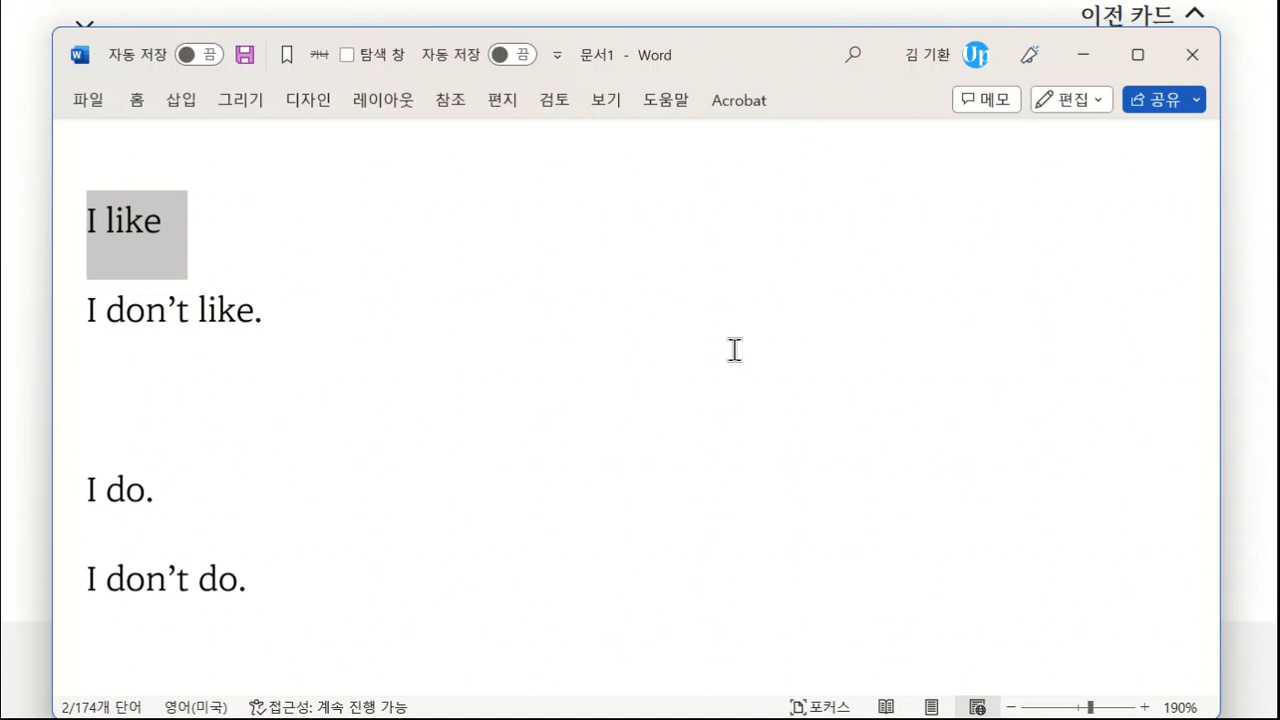 이전 카드
자동 저장 끔 가나 탐색 창 자동 저장 끔 문서1 - Word 김 기환 Up
파일 홈 삽입 그리기 디자인 레이아웃 참조 편지 검토 보기 도움말 Acrobat 메모 편집 공유
I like
I don’t like.
I do.
I don’t do.
2/174개 단어 영어(미국) 접근성: 계속 진행 가능 포커스 190%